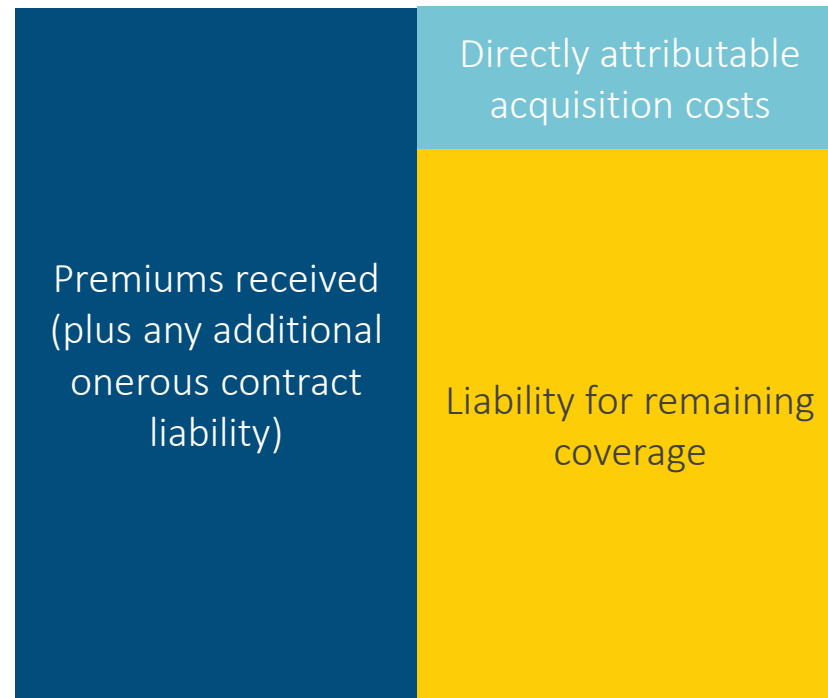 Directly attributable
acquisition costs
Premiums received
(plus any additional
onerous contract
liability)
Liability for remaining
coverage